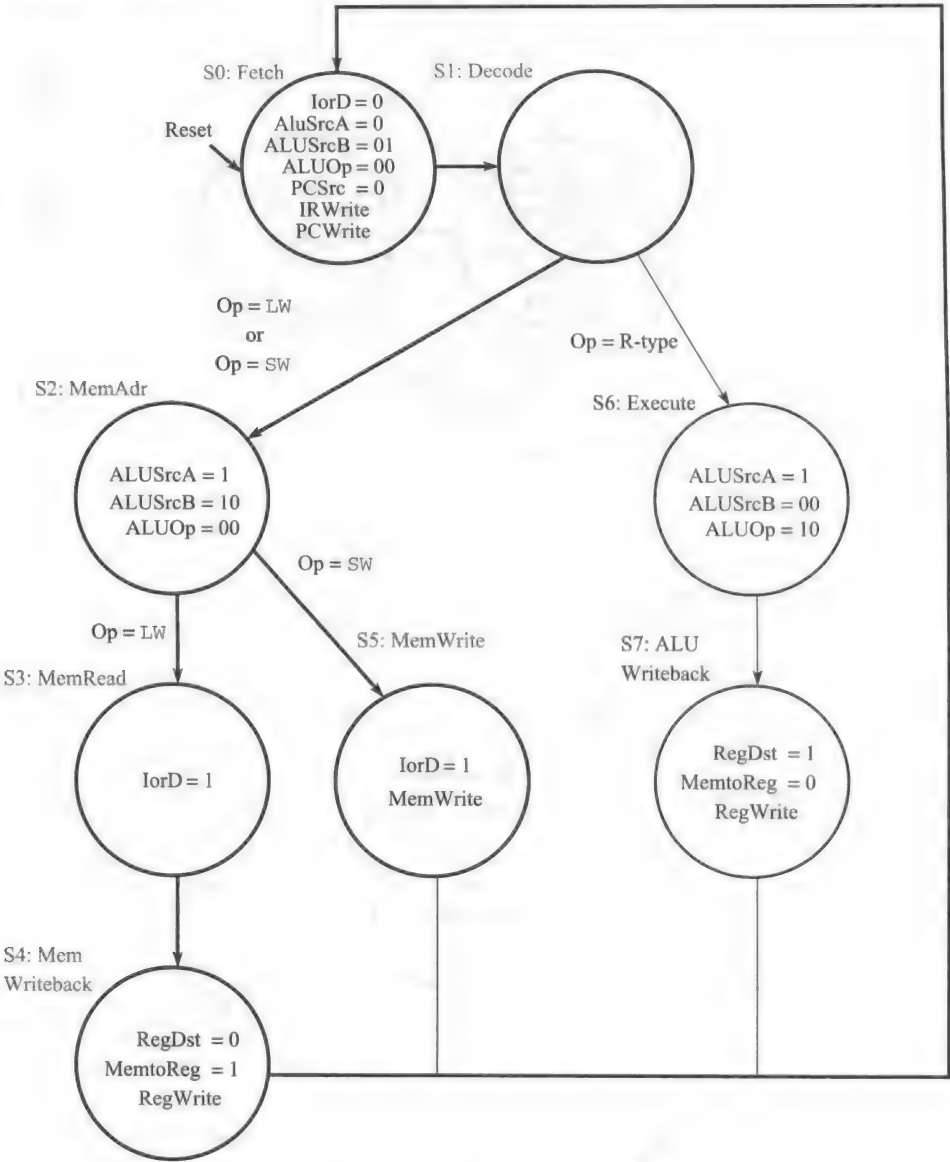 S0: Fetch
S1: Decode
Reset
IorD = 0
AluSrcA = 0
ALUSrcB = 01
ALUOp = 00
PCSrc = 0
IRWrite
PCWrite
Op = LW
or
Op = SW
Op = R-type
S2: MemAdr
S6: Execute
ALUSrcA = 1
ALUSrcB = 10
ALUOp = 00
ALUSrcA = 1
ALUSrcB = 00
ALUOp = 10
Op = SW
Op = LW
S5: MemWrite
S7: ALU
Writeback
S3: MemRead
IorD = 1
IorD = 1
MemWrite
RegDst = 1
MemtoReg = 0
RegWrite
S4: Mem
Writeback
RegDst = 0
MemtoReg = 1
RegWrite